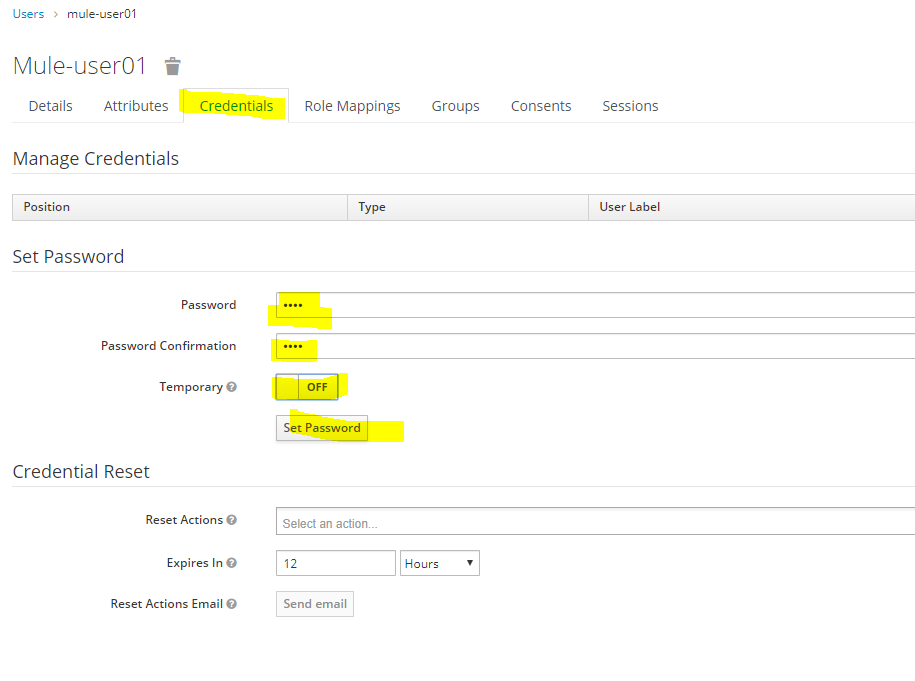 Users > mule-user01
Mule-user01
Details Attributes Credentials Role Mappings Groups Consents Sessions
Manage Credentials
Position Type User Label
Set Password
Password ••••
Password Confirmation ••••
Temporary OFF
Set Password
Credential Reset
Reset Actions Select an action...
Expires In 12 Hours
Reset Actions Email Send email